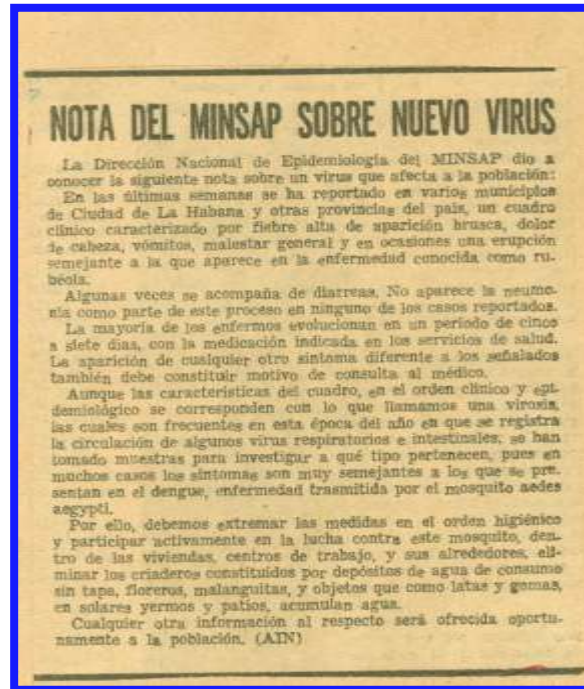 NOTA DEL MINSAP SOBRE NUEVO VIRUS
La Dirección Nacional de Epidemiología del MINSAP dio a
conocer la siguiente nota sobre un virus que afecta a la población:
En las últimas semanas se ha reportado en varios municipios
de Ciudad de La Habana y otras provincias del país, un cuadro
clínico caracterizado por fiebre alta de aparición brusca, dolor
de cabeza, vómitos, malestar general y en ocasiones una erupción
semejante a la que aparece en la enfermedad conocida como ru-
béola.
Algunas veces se acompaña de diarreas. No aparece la neumo-
nía como parte de este proceso en ninguno de los casos reportados.
La mayoría de los enfermos evolucionan en un período de cinco
a siete días, con la medicación indicada en los servicios de salud.
La aparición de cualquier otro síntoma diferente a los señalados
también debe constituir motivo de consulta al médico.
Aunque las características del cuadro, en el orden clínico y epi-
demiológico se corresponden con lo que llamamos una virosis,
las cuales son frecuentes en esta época del año en que se registra
la circulación de algunos virus respiratorios e intestinales, se han
tomado muestras para investigar a qué tipo pertenecen, pues en
muchos casos los síntomas son muy semejantes a los que se pre-
sentan en el dengue, enfermedad trasmitida por el mosquito aedes
aegypti.
Por ello, debemos extremar las medidas en el orden higiénico
y participar activamente en la lucha contra este mosquito, den-
tro de las viviendas, centros de trabajo, y sus alrededores, eli-
minar los criaderos constituidos por depósitos de agua de consumo
sin tapa, floreros, malanguitas, y objetos que como latas y gomas,
en solares yermos y patios, acumulan agua.
Cualquier otra información al respecto será ofrecida oportu-
namente a la población. (AIN)